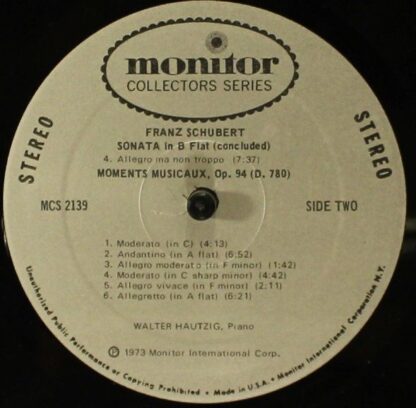 monitor
COLLECTORS SERIES
FRANZ SCHUBERT
SONATA in B Flat (concluded)
4. Allegro ma non troppo (7:37)
MOMENTS MUSICAUX, Op. 94 (D. 780)
STEREO
STEREO
MCS 2139
SIDE TWO
1. Moderato (in C) (4:13)
2. Andantino (in A flat) (6:52)
3. Allegro moderato (in F minor) (1:42)
4. Moderato (in C sharp minor) (4:42)
5. Allegro vivace (in F minor) (2:11)
6. Allegretto (in A flat) (6:21)
WALTER HAUTZIG, Piano
Ⓟ 1973 Monitor International Corp.
Unauthorized Public Performance or Copying Prohibited • Made in U.S.A. • Monitor International Corporation N.Y.